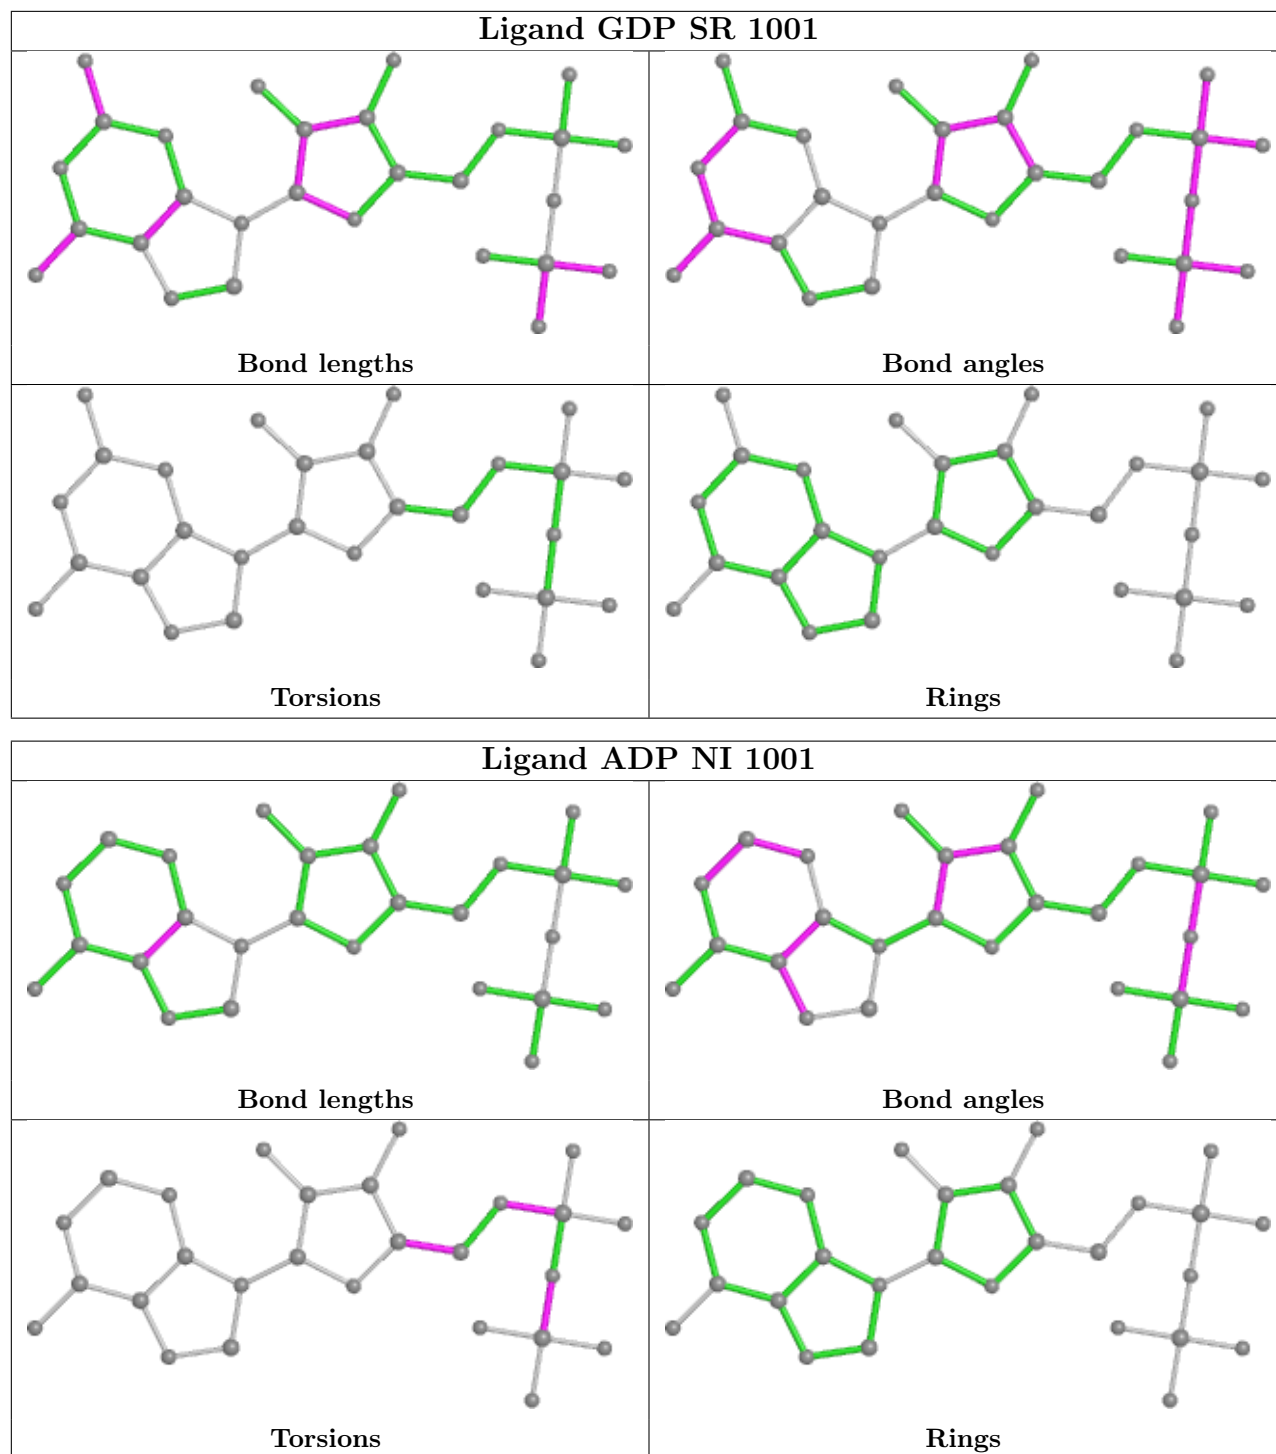 Ligand GDP SR 1001
Bond lengths
Bond angles
Torsions
Rings
Ligand ADP NI 1001
Bond lengths
Bond angles
Torsions
Rings